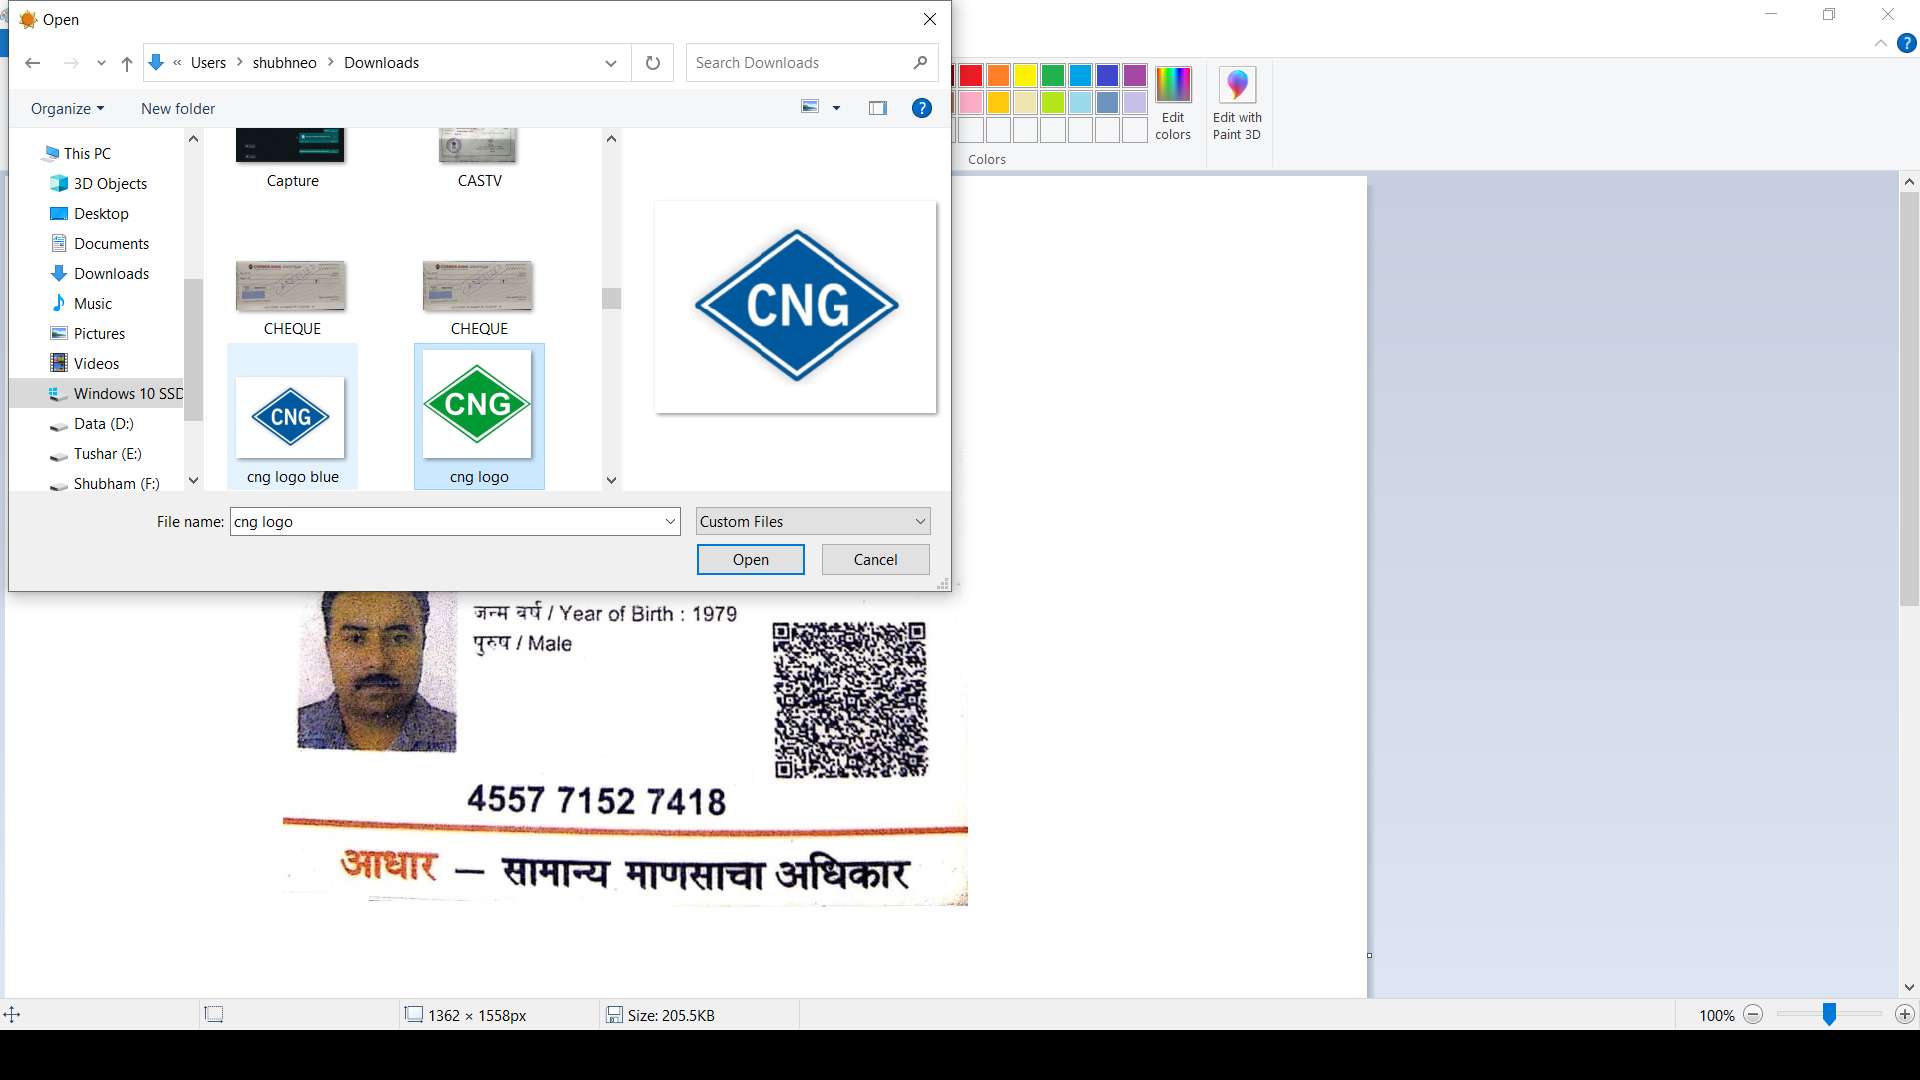 Open
Users
shubhneo
Downloads
Search Downloads
Organize
New folder
This PC
3D Objects
Desktop
Documents
Downloads
Music
Pictures
Videos
Windows 10 SSD
Data (D:)
Tushar (E:)
Shubham (F:)
Capture
CASTV
CHEQUE
CHEQUE
CNG
cng logo blue
CNG
cng logo
CNG
File name:
cng logo
Custom Files
Open
Cancel
Edit colors
Edit with Paint 3D
Colors
जन्म वर्ष / Year of Birth : 1979
पुरुष / Male
4557 7152 7418
आधार — सामान्य माणसाचा अधिकार
1362 × 1558px
Size: 205.5KB
100%